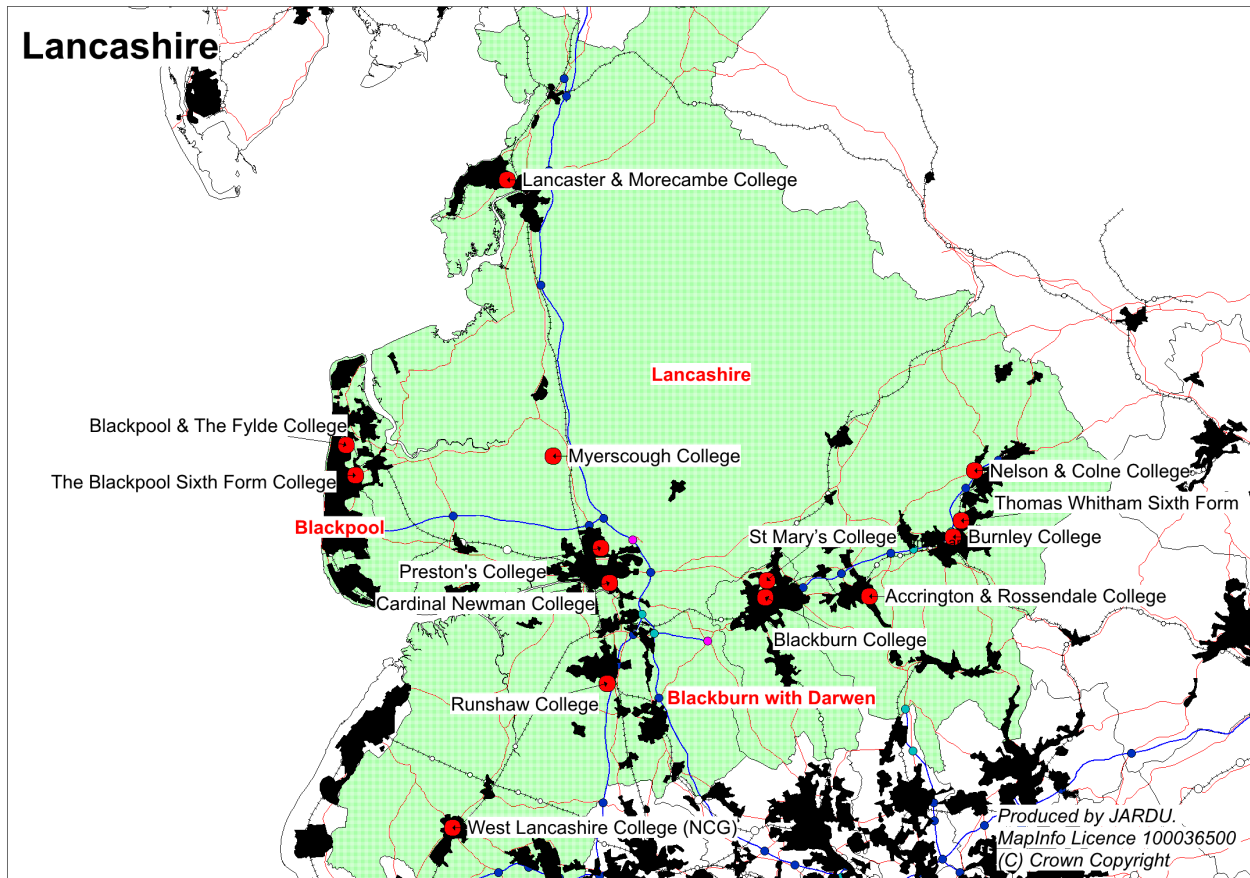 Lancashire
Lancaster & Morecambe College
Lancashire
Blackpool & The Fylde College
Myerscough College
The Blackpool Sixth Form College
Nelson & Colne College
Thomas Whitham Sixth Form
Blackpool
St Mary's College
Burnley College
Preston's College
Cardinal Newman College
Accrington & Rossendale College
Blackburn College
Runshaw College
Blackburn with Darwen
West Lancashire College (NCG)
Produced by JARDU.
MapInfo Licence 100036500
(C) Crown Copyright